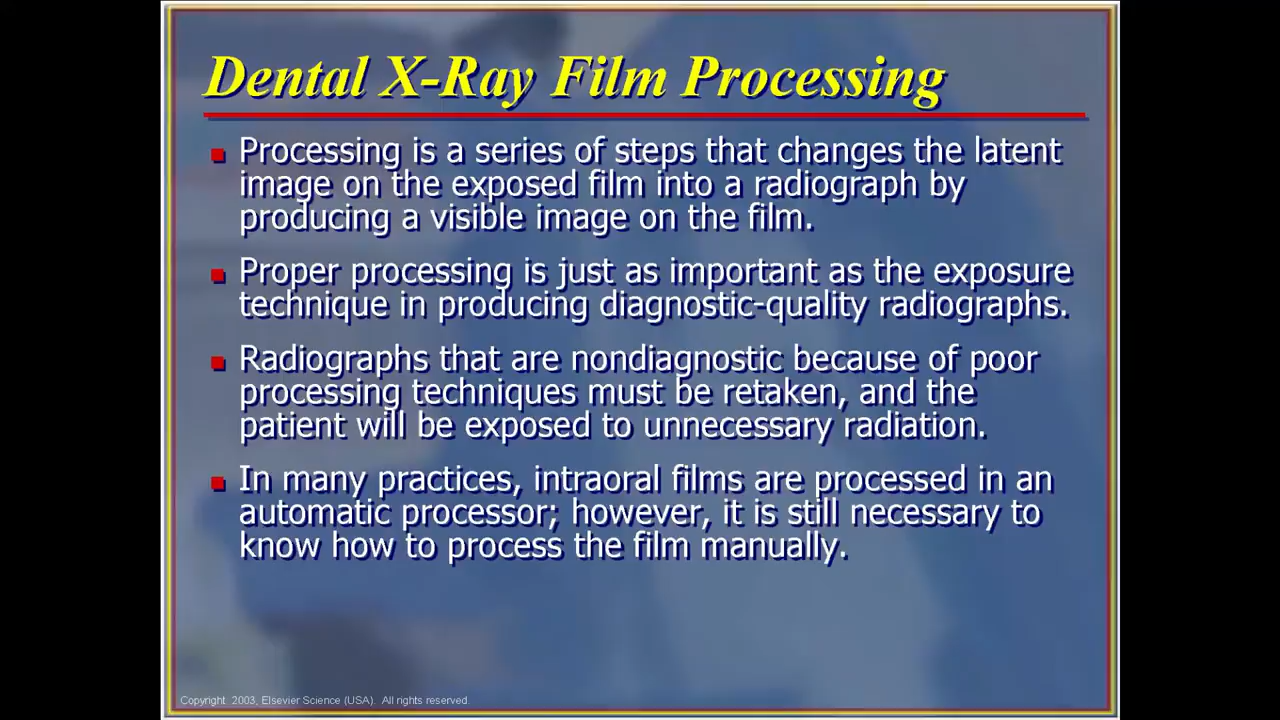 Dental X-Ray Film Processing
Processing is a series of steps that changes the latent
image on the exposed film into a radiograph by
producing a visible image on the film.
Proper processing is just as important as the exposure
technique in producing diagnostic-quality radiographs.
Radiographs that are nondiagnostic because of poor
processing techniques must be retaken, and the
patient will be exposed to unnecessary radiation.
In many practices, intraoral films are processed in an
automatic processor; however, it is still necessary to
know how to process the film manually.
Copyright 2003, Elsevier Science (USA). All rights reserved.